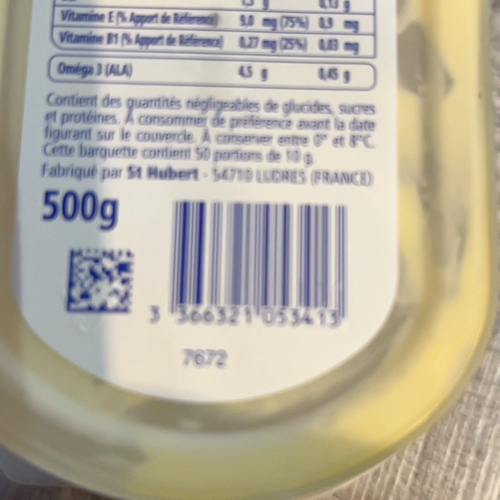 Vitamine E (% Apport de Référence) 9,0 mg (75%) 0,9 mg
Vitamine B1 (% Apport de Référence) 0,27 mg (25%) 0,03 mg
Oméga 3 (ALA) 4,5 g 0,45 g
Contient des quantités négligeables de glucides, sucres
et protéines. À consommer de préférence avant la date
figurant sur le couvercle. À conserver entre 0° et 8°C.
Cette barquette contient 50 portions de 10 g
Fabriqué par St Hubert - 54710 LUDRES (FRANCE)
500g
3 366321 053413
7672